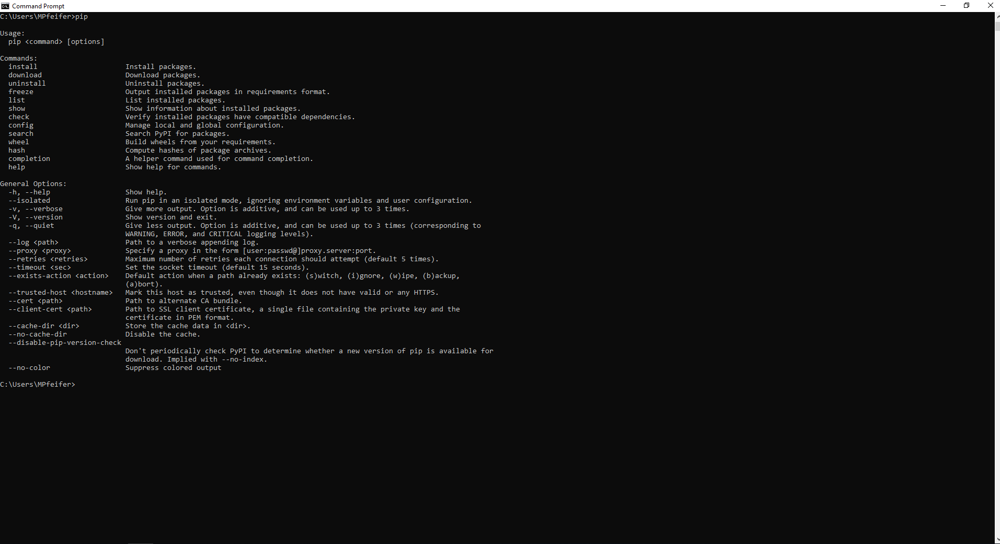 Command Prompt
C:\Users\MPfeifer>pip
Usage:
pip <command> [options]
Commands:
install Install packages.
download Download packages.
uninstall Uninstall packages.
freeze Output installed packages in requirements format.
list List installed packages.
show Show information about installed packages.
check Verify installed packages have compatible dependencies.
config Manage local and global configuration.
search Search PyPI for packages.
wheel Build wheels from your requirements.
hash Compute hashes of package archives.
completion A helper command used for command completion.
help Show help for commands.
General Options:
-h, --help Show help.
--isolated Run pip in an isolated mode, ignoring environment variables and user configuration.
-v, --verbose Give more output. Option is additive, and can be used up to 3 times.
-V, --version Show version and exit.
-q, --quiet Give less output. Option is additive, and can be used up to 3 times (corresponding to
WARNING, ERROR, and CRITICAL logging levels).
--log <path> Path to a verbose appending log.
--proxy <proxy> Specify a proxy in the form [user:passwd@]proxy.server:port.
--retries <retries> Maximum number of retries each connection should attempt (default 5 times).
--timeout <sec> Set the socket timeout (default 15 seconds).
--exists-action <action> Default action when a path already exists: (s)witch, (i)gnore, (w)ipe, (b)ackup,
(a)bort).
--trusted-host <hostname> Mark this host as trusted, even though it does not have valid or any HTTPS.
--cert <path> Path to alternate CA bundle.
--client-cert <path> Path to SSL client certificate, a single file containing the private key and the
certificate in PEM format.
--cache-dir <dir> Store the cache data in <dir>.
--no-cache-dir Disable the cache.
--disable-pip-version-check
Don't periodically check PyPI to determine whether a new version of pip is available for
download. Implied with --no-index.
--no-color Suppress colored output
C:\Users\MPfeifer>